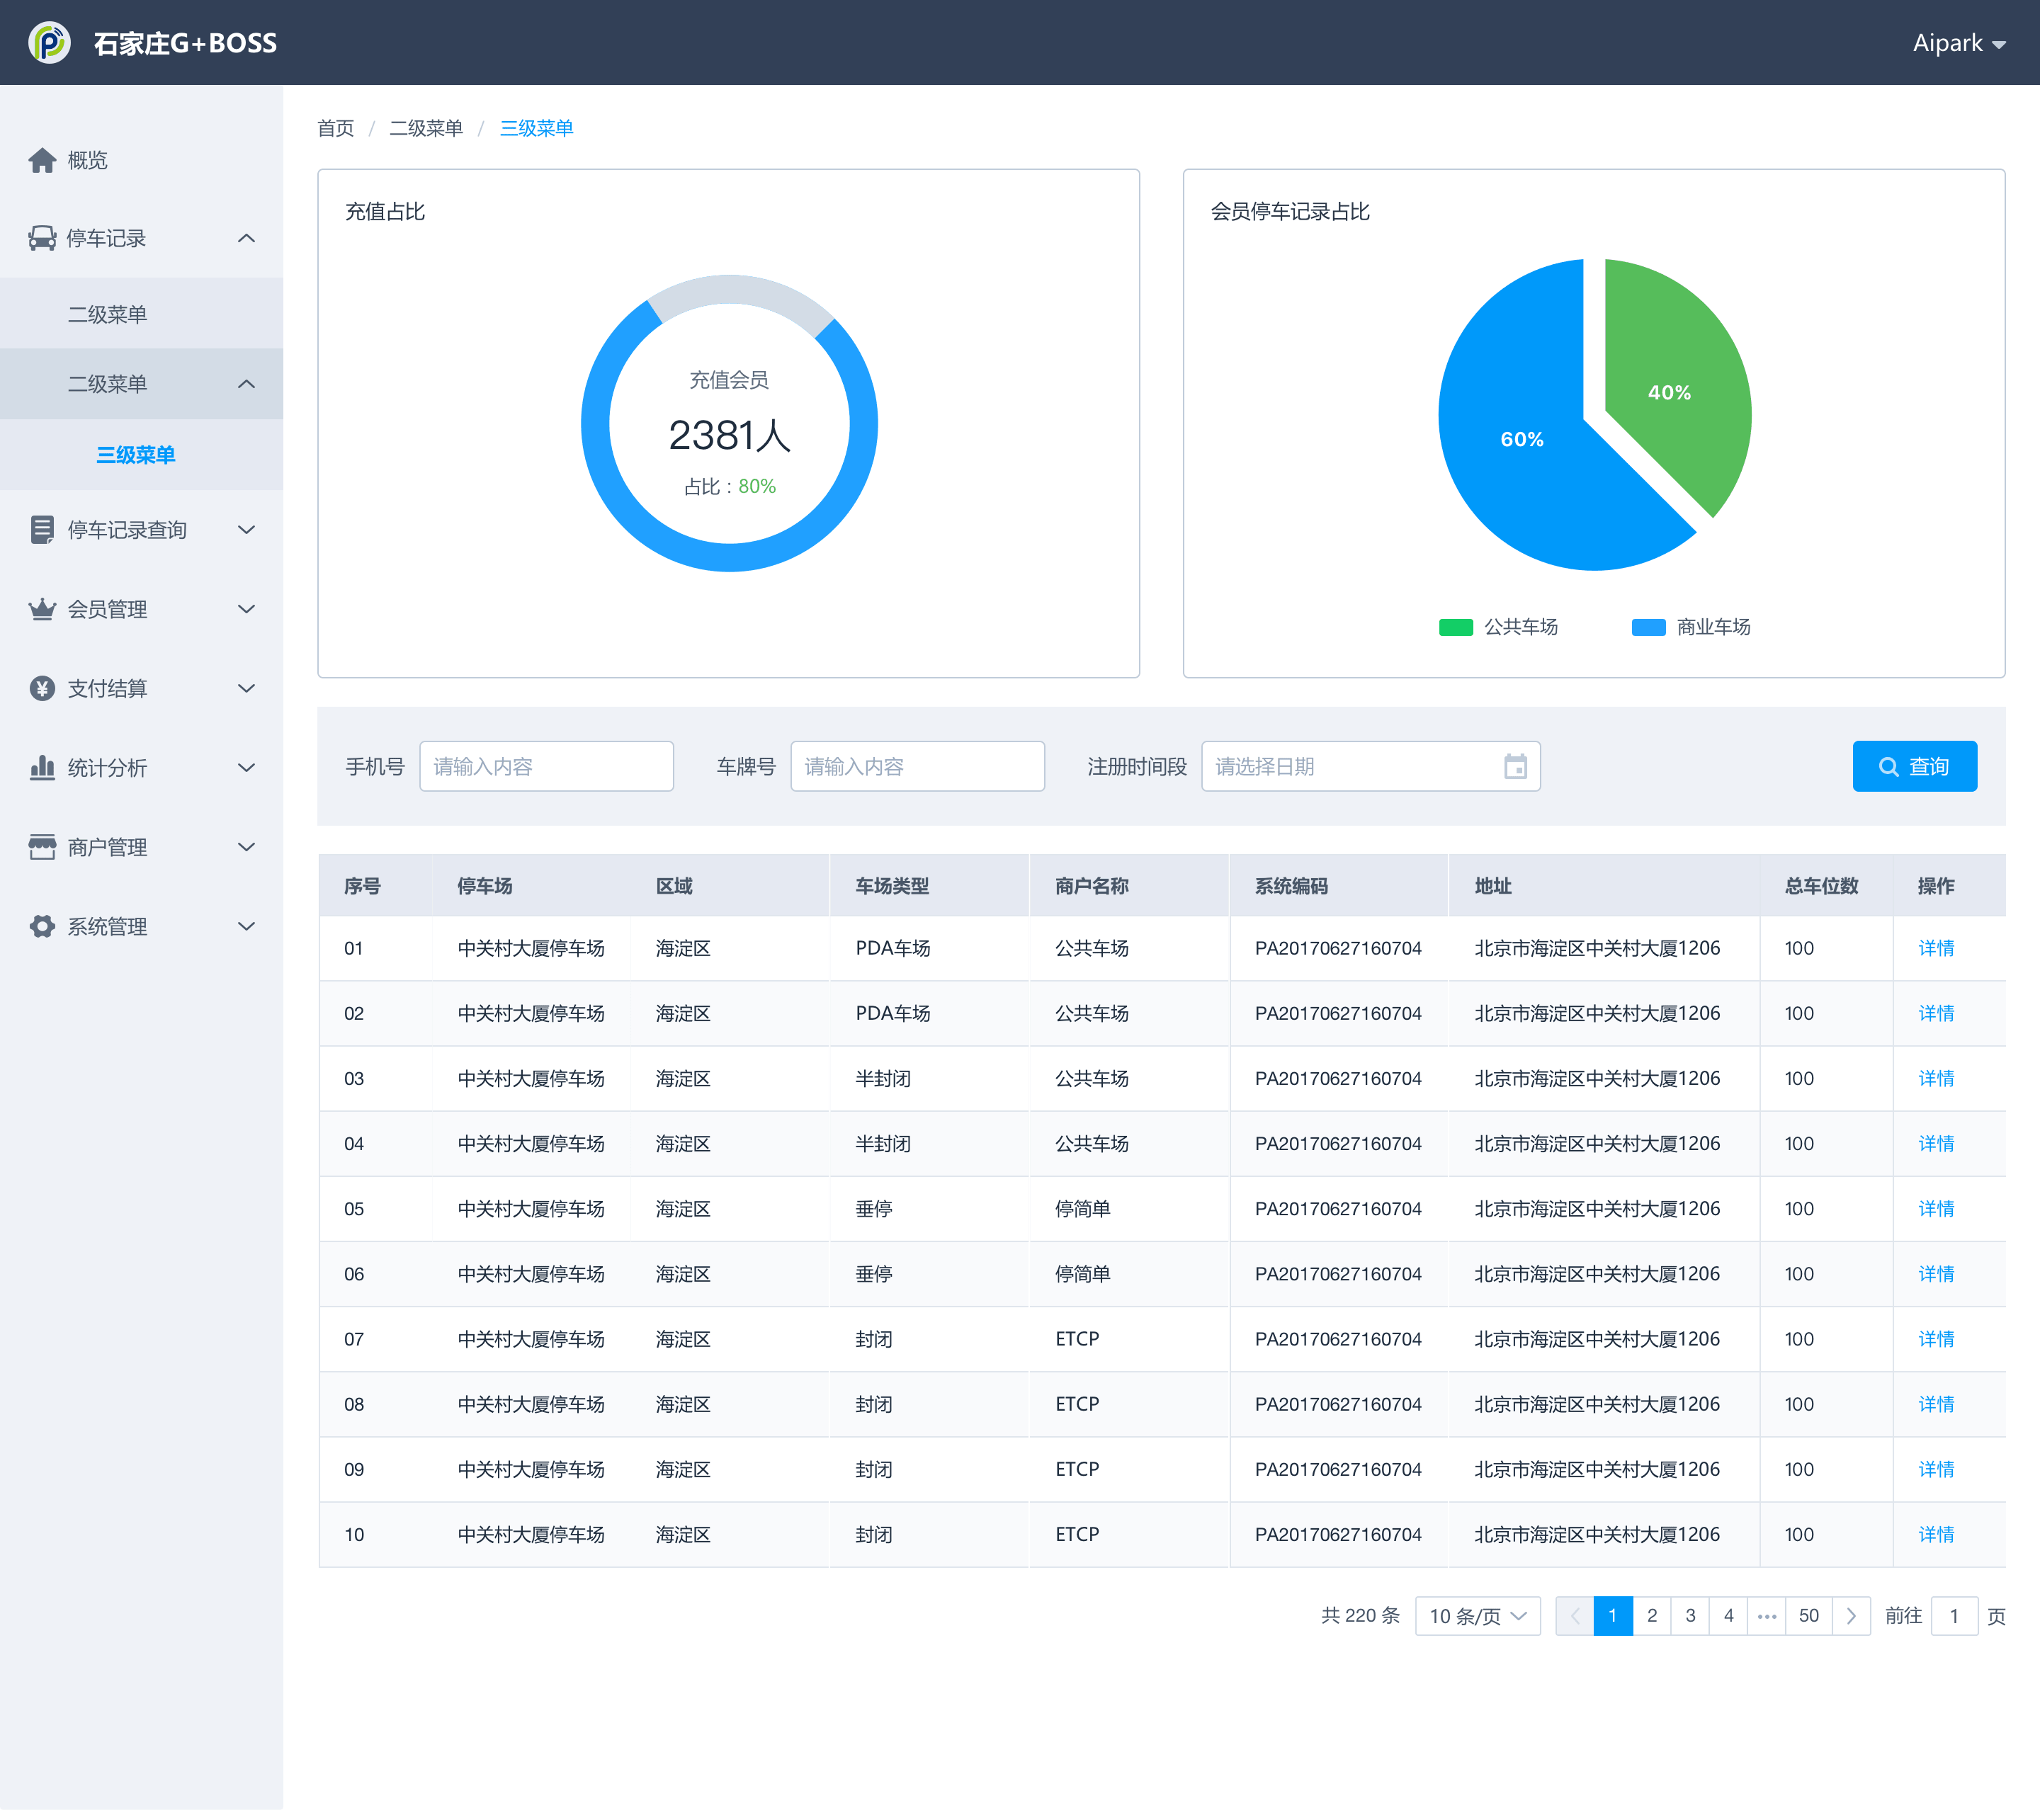 石家庄G+BOSS
Aipark
概览
停车记录
二级菜单
二级菜单
三级菜单
停车记录查询
会员管理
支付结算
统计分析
商户管理
系统管理
首页 / 二级菜单 / 三级菜单
充值占比
充值会员
2381人
占比：80%
会员停车记录占比
40%
60%
公共车场 商业车场
手机号 请输入内容 车牌号 请输入内容 注册时间段 请选择日期 查询
序号 停车场 区域 车场类型 商户名称 系统编码 地址 总车位数 操作
01 中关村大厦停车场 海淀区 PDA车场 公共车场 PA20170627160704 北京市海淀区中关村大厦1206 100 详情
02 中关村大厦停车场 海淀区 PDA车场 公共车场 PA20170627160704 北京市海淀区中关村大厦1206 100 详情
03 中关村大厦停车场 海淀区 半封闭 公共车场 PA20170627160704 北京市海淀区中关村大厦1206 100 详情
04 中关村大厦停车场 海淀区 半封闭 公共车场 PA20170627160704 北京市海淀区中关村大厦1206 100 详情
05 中关村大厦停车场 海淀区 垂停 停简单 PA20170627160704 北京市海淀区中关村大厦1206 100 详情
06 中关村大厦停车场 海淀区 垂停 停简单 PA20170627160704 北京市海淀区中关村大厦1206 100 详情
07 中关村大厦停车场 海淀区 封闭 ETCP PA20170627160704 北京市海淀区中关村大厦1206 100 详情
08 中关村大厦停车场 海淀区 封闭 ETCP PA20170627160704 北京市海淀区中关村大厦1206 100 详情
09 中关村大厦停车场 海淀区 封闭 ETCP PA20170627160704 北京市海淀区中关村大厦1206 100 详情
10 中关村大厦停车场 海淀区 封闭 ETCP PA20170627160704 北京市海淀区中关村大厦1206 100 详情
共 220 条 10 条/页 1 2 3 4 ••• 50 前往 1 页